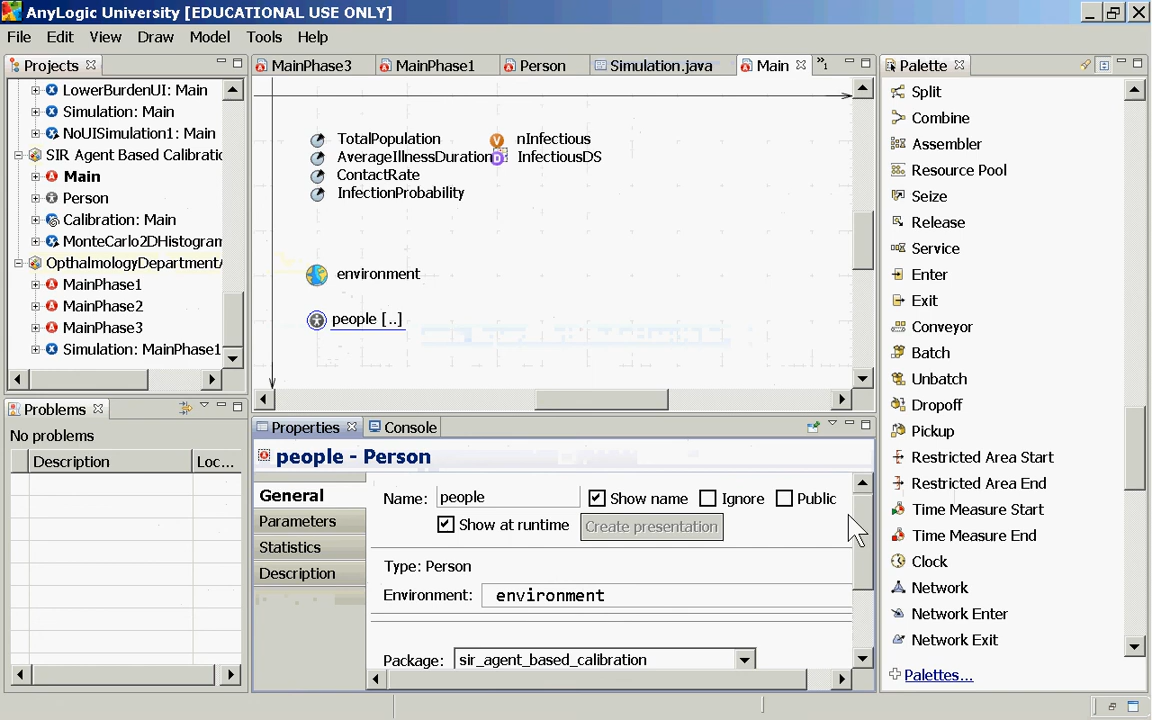 AnyLogic University [EDUCATIONAL USE ONLY]
File Edit View Draw Model Tools Help
Projects
LowerBurdenUI: Main
Simulation: Main
NoUISimulation1: Main
SIR Agent Based Calibratic
Main
Person
Calibration: Main
MonteCarlo2DHistogram
OpthalmologyDepartmentA
MainPhase1
MainPhase2
MainPhase3
Simulation: MainPhase1
Problems
No problems
Description Loc...
MainPhase3 MainPhase1 Person Simulation.java Main »1
TotalPopulation nInfectious
AverageIllnessDuration InfectiousDS
ContactRate
InfectionProbability
environment
people [..]
Properties Console
people - Person
General
Parameters
Statistics
Description
Name: people Show name Ignore Public
Show at runtime Create presentation
Type: Person
Environment: environment
Package: sir_agent_based_calibration
Palette
Split
Combine
Assembler
Resource Pool
Seize
Release
Service
Enter
Exit
Conveyor
Batch
Unbatch
Dropoff
Pickup
Restricted Area Start
Restricted Area End
Time Measure Start
Time Measure End
Clock
Network
Network Enter
Network Exit
Palettes...